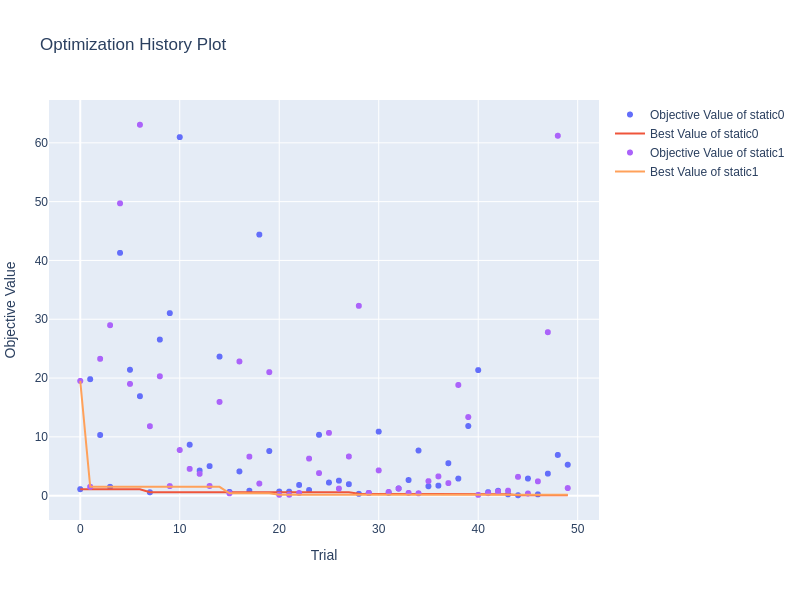 Optimization History Plot
Objective Value of static0
Best Value of static0
Objective Value of static1
Best Value of static1
60
50
40
30
20
10
0
0 10 20 30 40 50
Trial
Objective Value